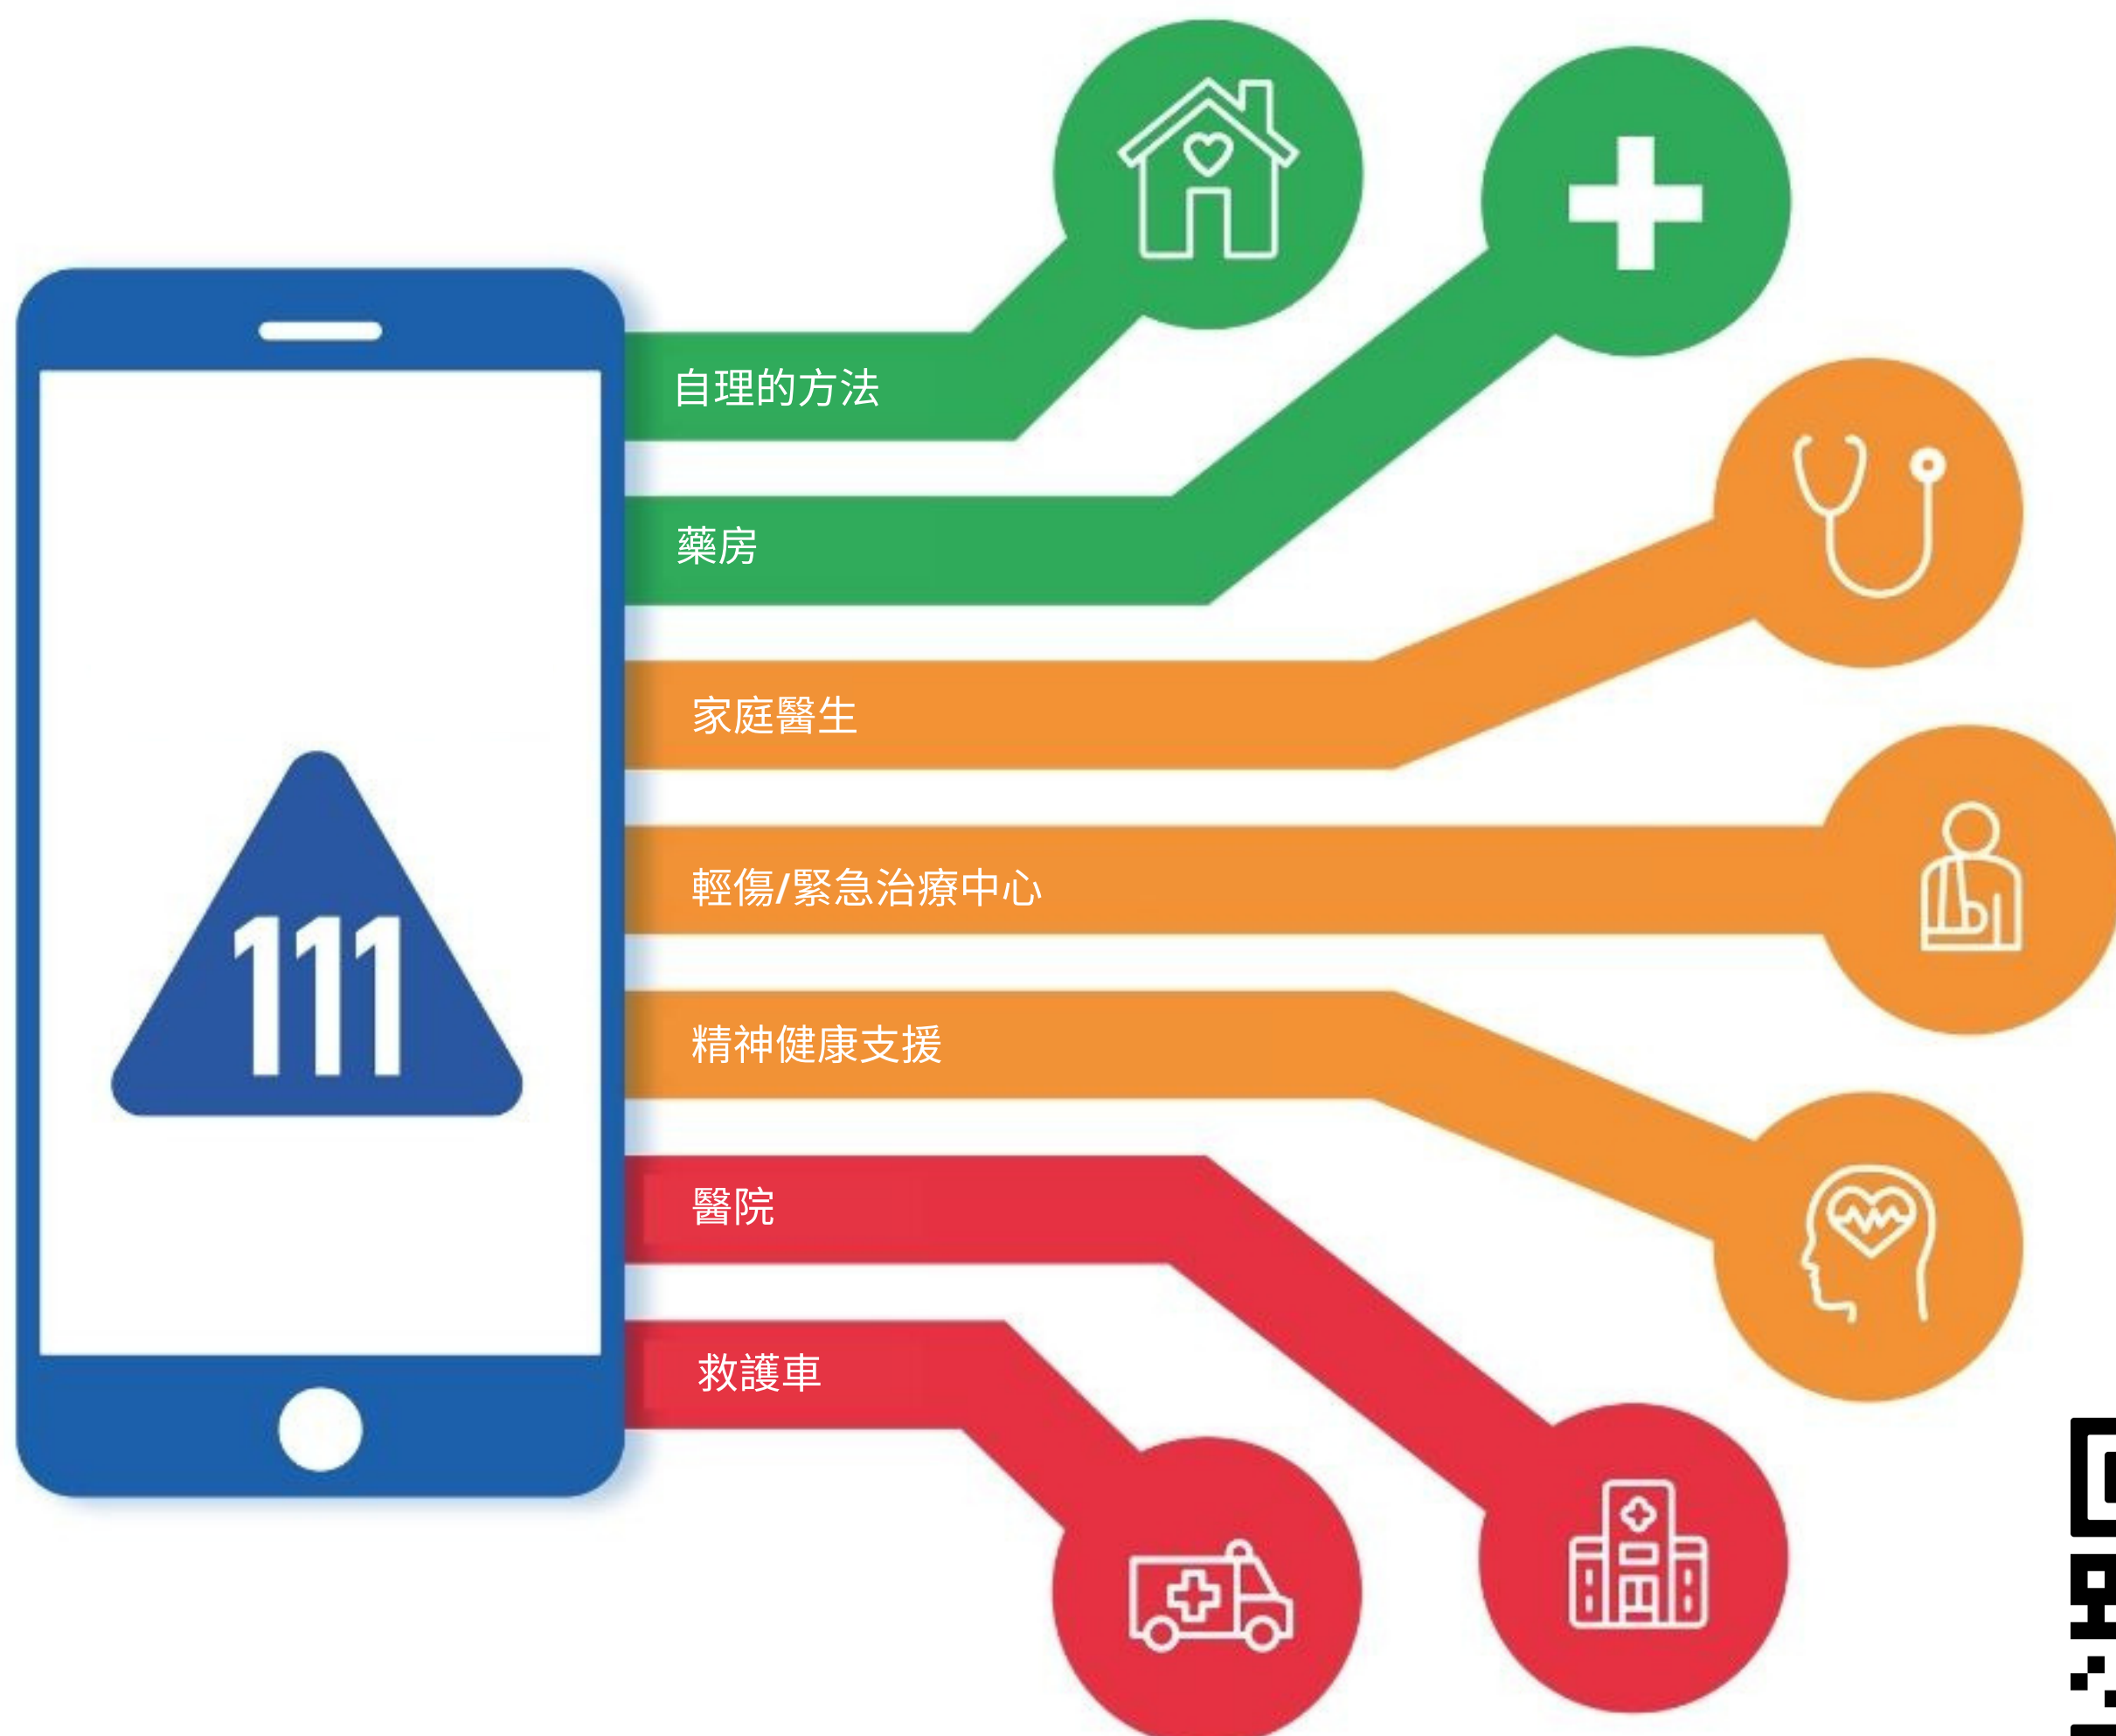 自理的方法
藥房
家庭醫生
輕傷/緊急治療中心
111
精神健康支援
醫院
救護車